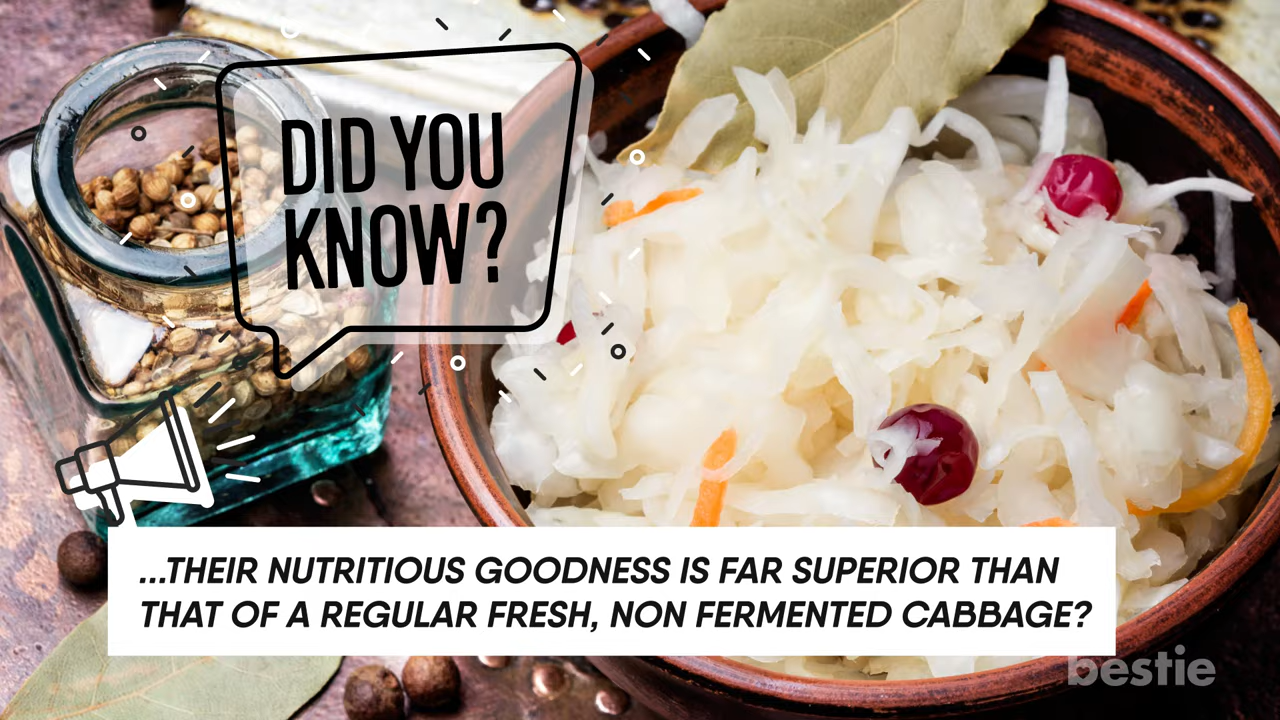 DID YOU
KNOW?
...THEIR NUTRITIOUS GOODNESS IS FAR SUPERIOR THAN
THAT OF A REGULAR FRESH, NON FERMENTED CABBAGE?
bestie